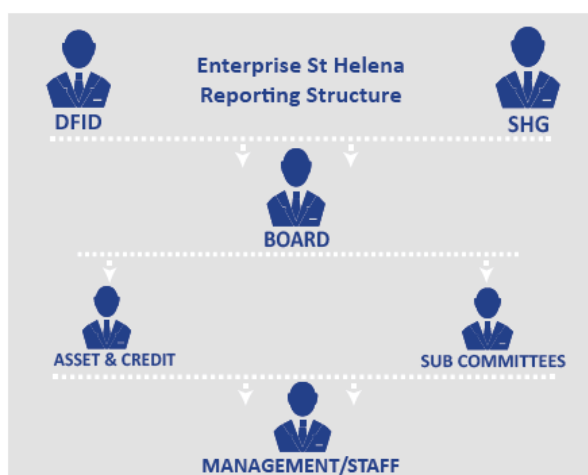 Enterprise St Helena
Reporting Structure
DFID
SHG
BOARD
ASSET & CREDIT
SUB COMMITTEES
MANAGEMENT/STAFF